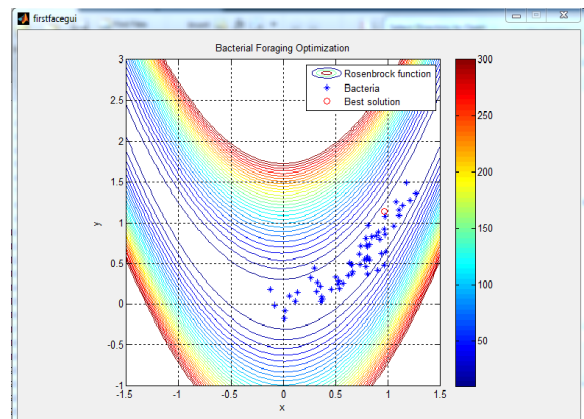 firstfacegui
Bacterial Foraging Optimization
Rosenbrock function
Bacteria
Best solution
3
2.5
2
1.5
1
0.5
0
-0.5
-1
y
-1.5 -1 -0.5 0 0.5 1 1.5
x
300
250
200
150
100
50